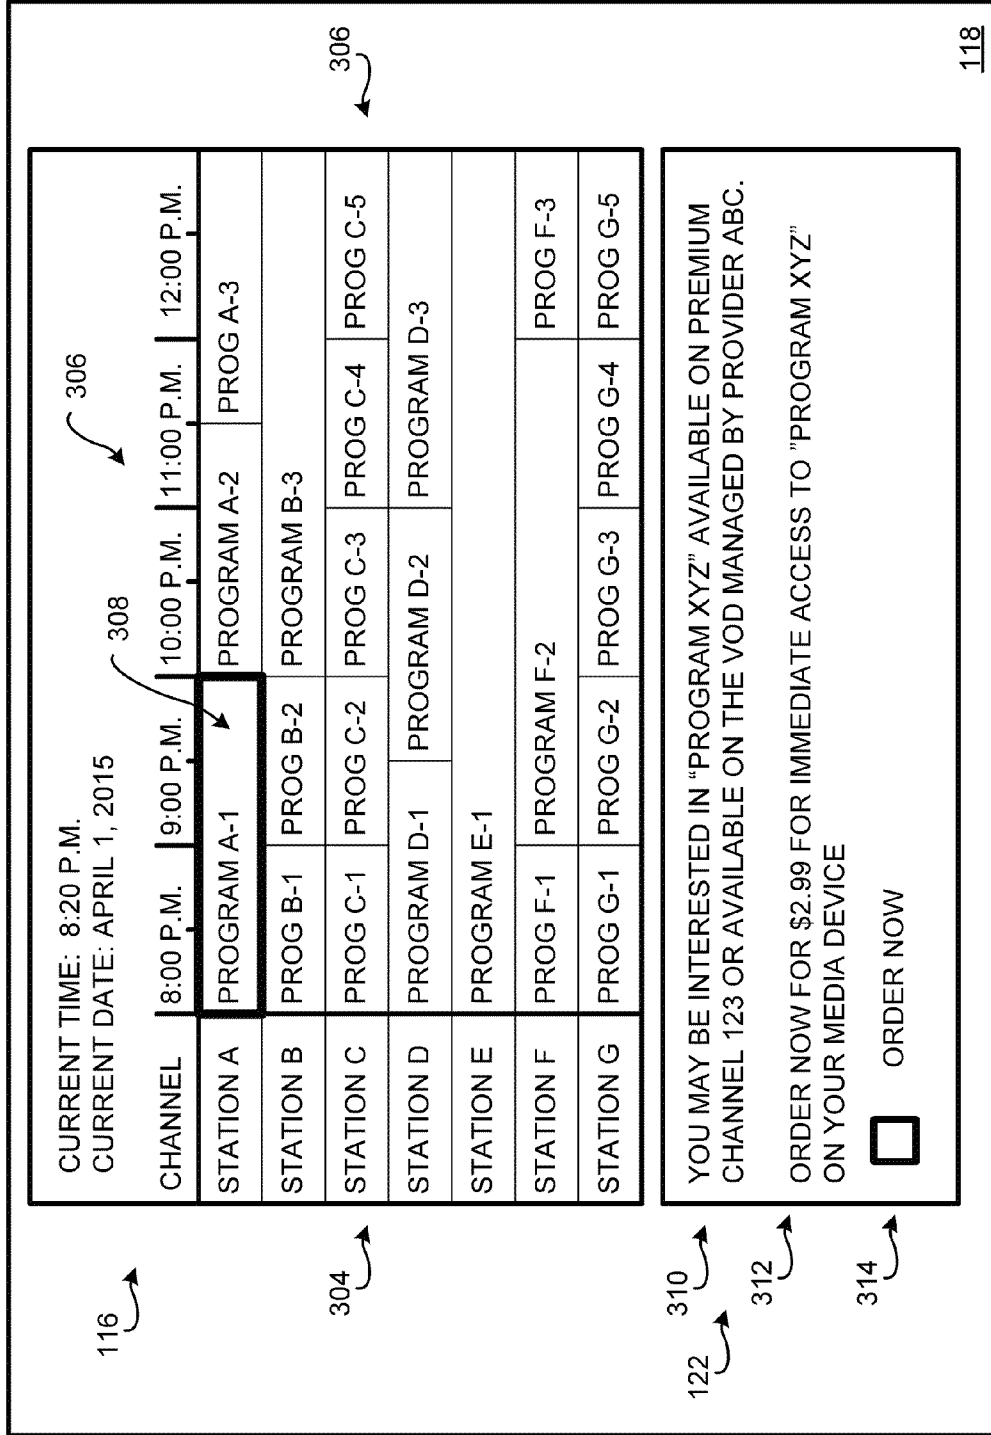 116
CURRENT TIME: 8:20 P.M.
CURRENT DATE: APRIL 1, 2015
308
306
306
CHANNEL 8:00 P.M. 9:00 P.M. 10:00 P.M. 11:00 P.M. 12:00 P.M.
STATION A PROGRAM A-1 PROGRAM A-2 PROG A-3
STATION B PROG B-1 PROG B-2 PROGRAM B-3
STATION C PROG C-1 PROG C-2 PROG C-3 PROG C-4 PROG C-5
STATION D PROGRAM D-1 PROGRAM D-2 PROGRAM D-3
STATION E PROGRAM E-1
STATION F PROG F-1 PROGRAM F-2 PROG F-3
STATION G PROG G-1 PROG G-2 PROG G-3 PROG G-4 PROG G-5
304
310
122
312
314
YOU MAY BE INTERESTED IN “PROGRAM XYZ” AVAILABLE ON PREMIUM
CHANNEL 123 OR AVAILABLE ON THE VOD MANAGED BY PROVIDER ABC.
ORDER NOW FOR $2.99 FOR IMMEDIATE ACCESS TO ”PROGRAM XYZ”
ON YOUR MEDIA DEVICE
ORDER NOW
118